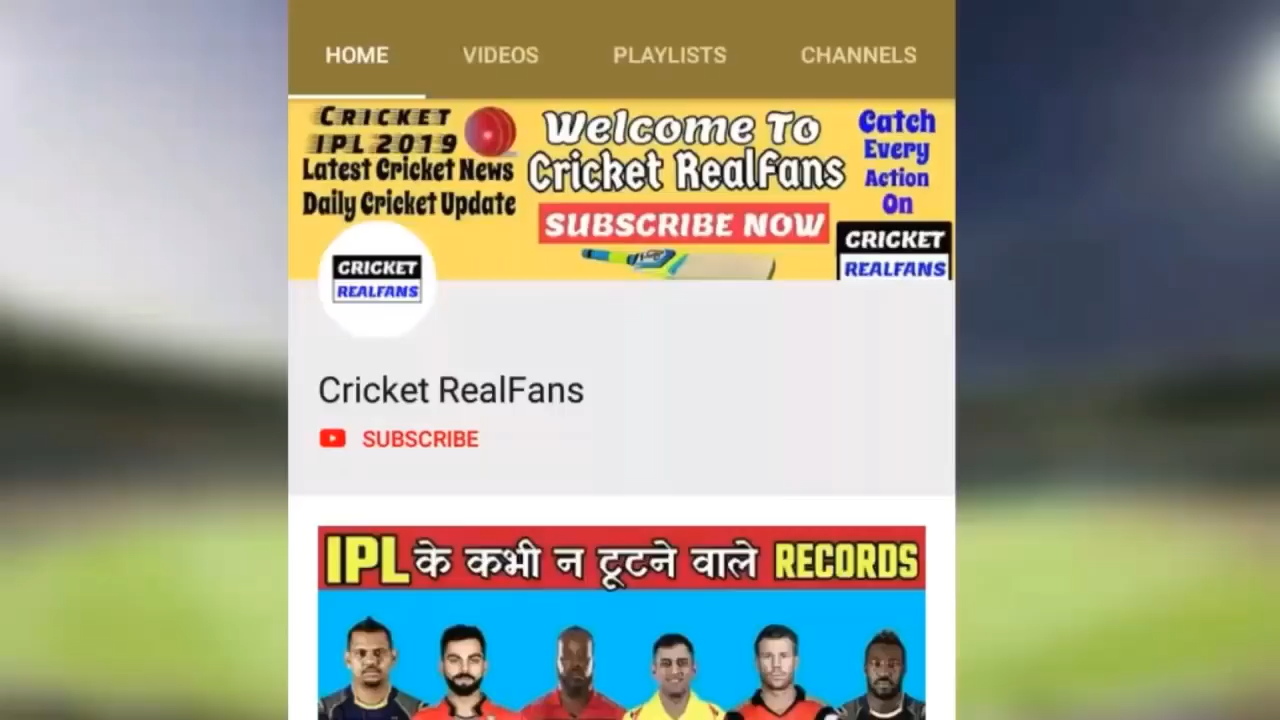 HOME VIDEOS PLAYLISTS CHANNELS
CRICKET
IPL 2019
Latest Cricket News
Daily Cricket Update
Welcome To
Cricket RealFans
SUBSCRIBE NOW
Catch
Every
Action
On
CRICKET
REALFANS
CRICKET
REALFANS
Cricket RealFans
SUBSCRIBE
IPL के कभी न टूटने वाले RECORDS